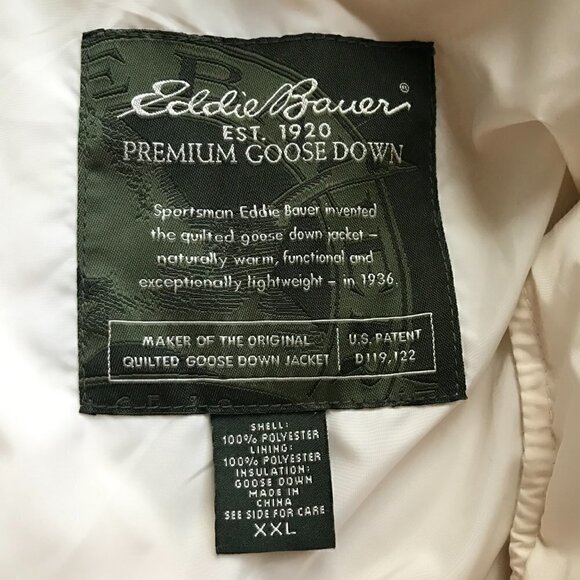 Eddie Bauer®
EST. 1920
PREMIUM GOOSE DOWN
Sportsman Eddie Bauer invented
the quilted goose down jacket –
naturally warm, functional and
exceptionally lightweight – in 1936.
MAKER OF THE ORIGINAL
QUILTED GOOSE DOWN JACKET
U.S. PATENT
D119,122
SHELL:
100% POLYESTER
LINING:
100% POLYESTER
INSULATION:
GOOSE DOWN
MADE IN
CHINA
SEE SIDE FOR CARE
XXL